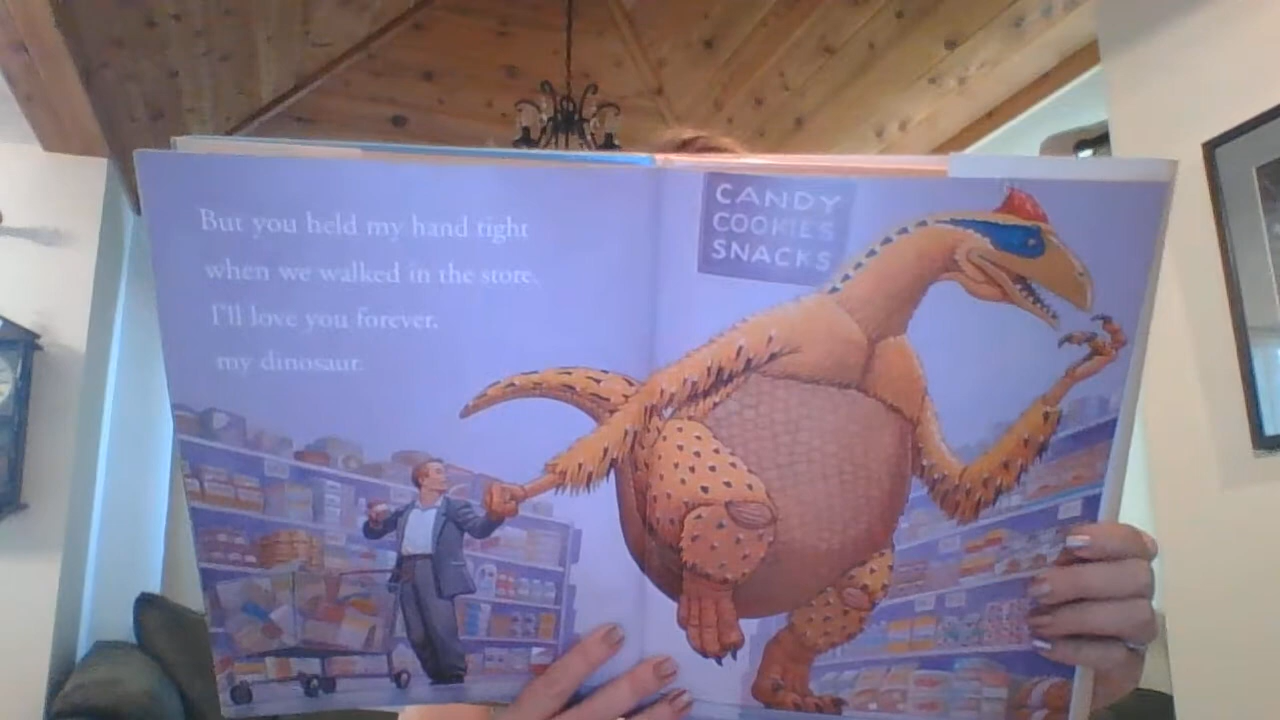 But you held my hand tight
when we walked in the store.
I'll love you forever,
my dinosaur.
CANDY
COOKIES
SNACKS